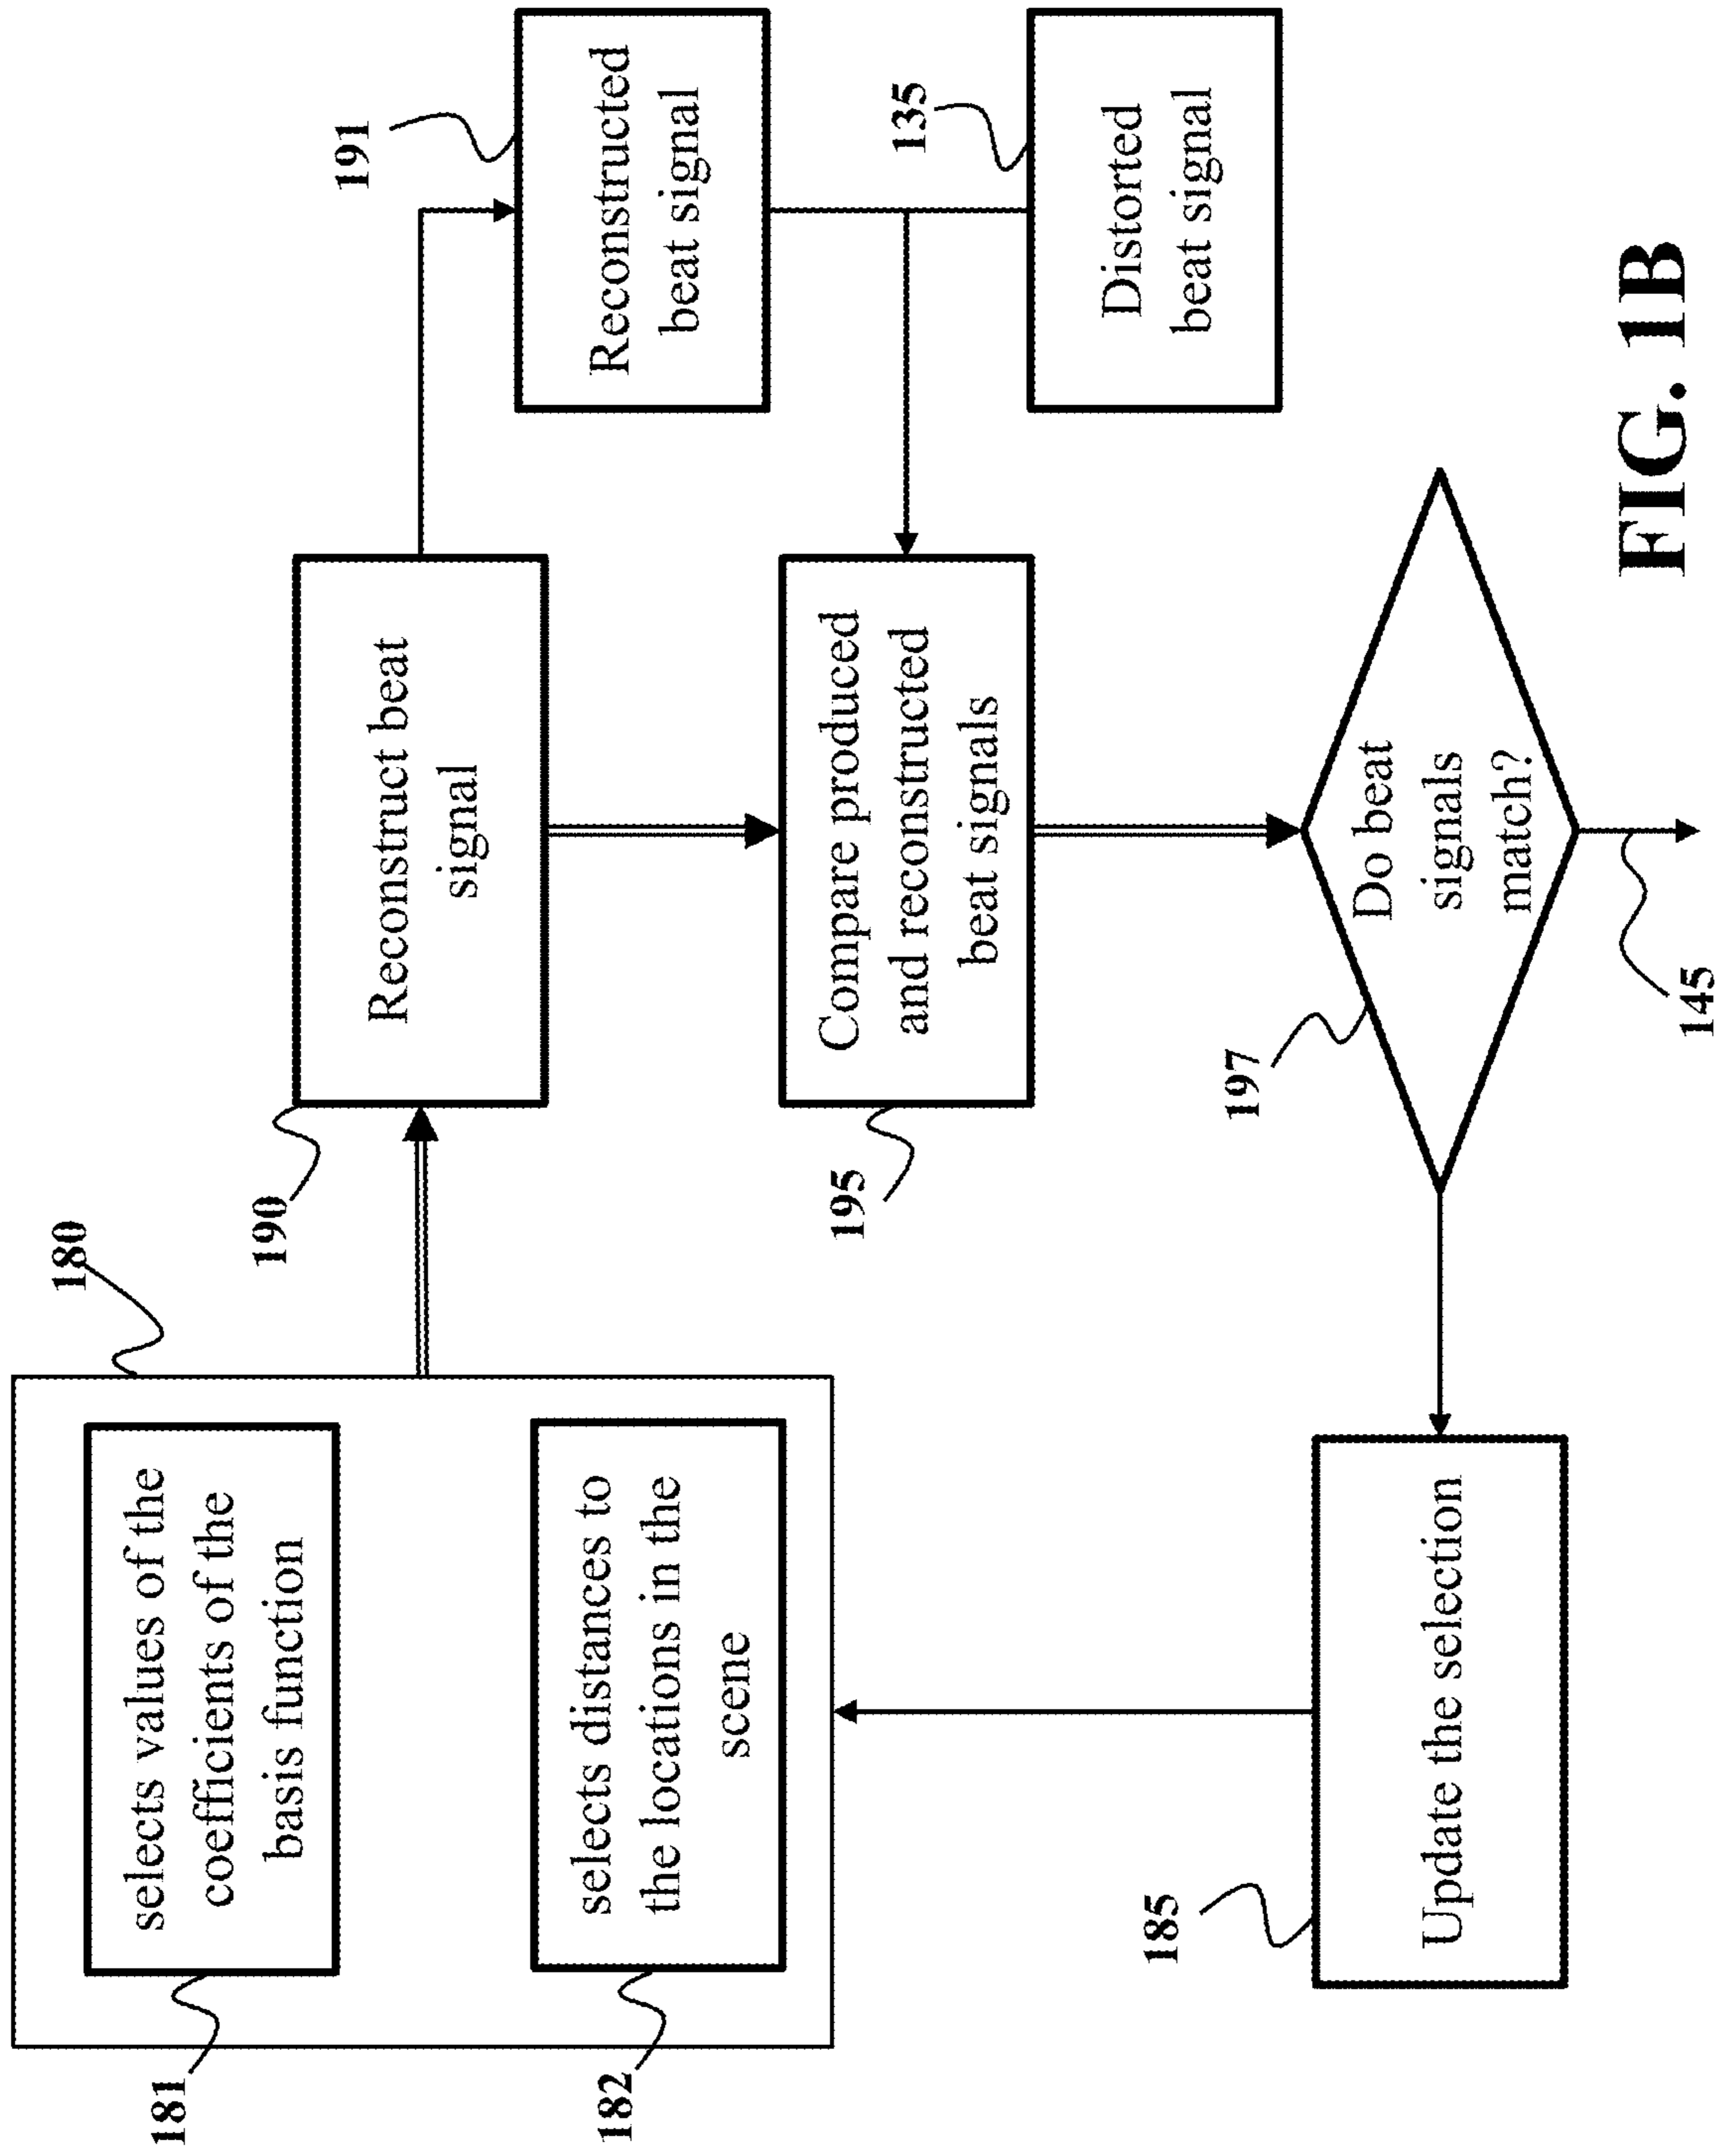 180
181
selects values of the
coefficients of the
basis function
182
selects distances to
the locations in the
scene
190
Reconstruct beat
signal
191
Reconstructed
beat signal
195
Compare produced
and reconstructed
beat signals
135
Distorted
beat signal
185
Update the selection
197
Do beat
signals
match?
145
FIG. 1B